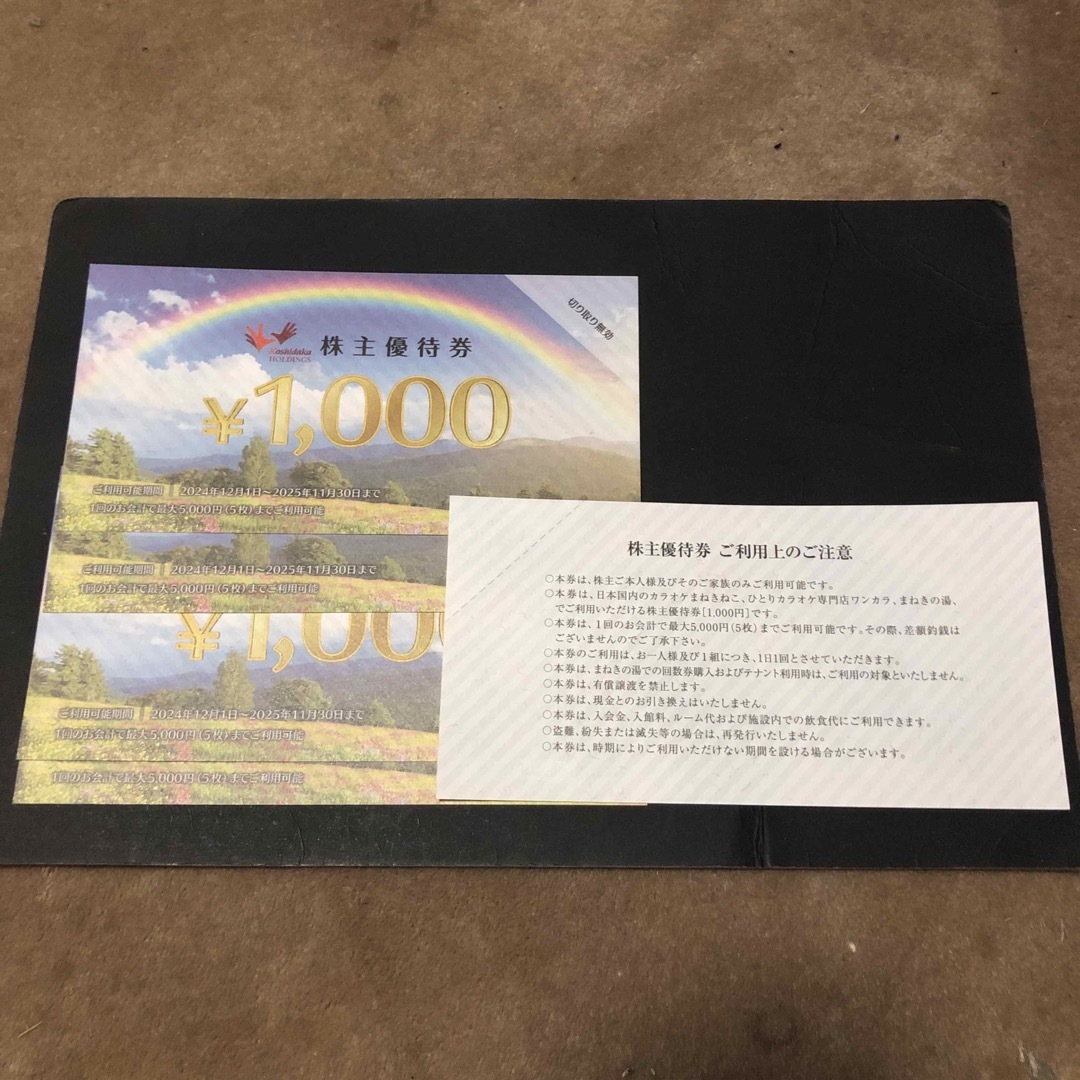 切り取り無効
Koshidaka
HOLDINGS
株主優待券
¥1,000
ご利用可能期間 2024年12月1日~2025年11月30日まで
1回のお会計で最大5,000円(5枚)までご利用可能
ご利用可能期間 2024年12月1日~2025年11月30日まで
1回のお会計で最大5,000円(5枚)までご利用可能
¥1,000
ご利用可能期間 2024年12月1日~2025年11月30日まで
1回のお会計で最大5,000円(5枚)までご利用可能
1回のお会計で最大5,000円(5枚)までご利用可能
株主優待券 ご利用上のご注意
○本券は、株主ご本人様及びそのご家族のみご利用可能です。
○本券は、日本国内のカラオケまねきねこ、ひとりカラオケ専門店ワンカラ、まねきの湯、
でご利用いただける株主優待券[1,000円]です。
○本券は、1回のお会計で最大5,000円(5枚)までご利用可能です。その際、差額釣銭は
ございませんのでご了承下さい。
○本券のご利用は、お一人様及び1組につき、1日1回とさせていただきます。
○本券は、まねきの湯での回数券購入およびテナント利用時は、ご利用の対象といたしません。
○本券は、有償譲渡を禁止します。
○本券は、現金とのお引き換えはいたしません。
○本券は、入会金、入館料、ルーム代および施設内での飲食代にご利用できます。
○盗難、紛失または滅失等の場合は、再発行いたしません。
○本券は、時期によりご利用いただけない期間を設ける場合がございます。